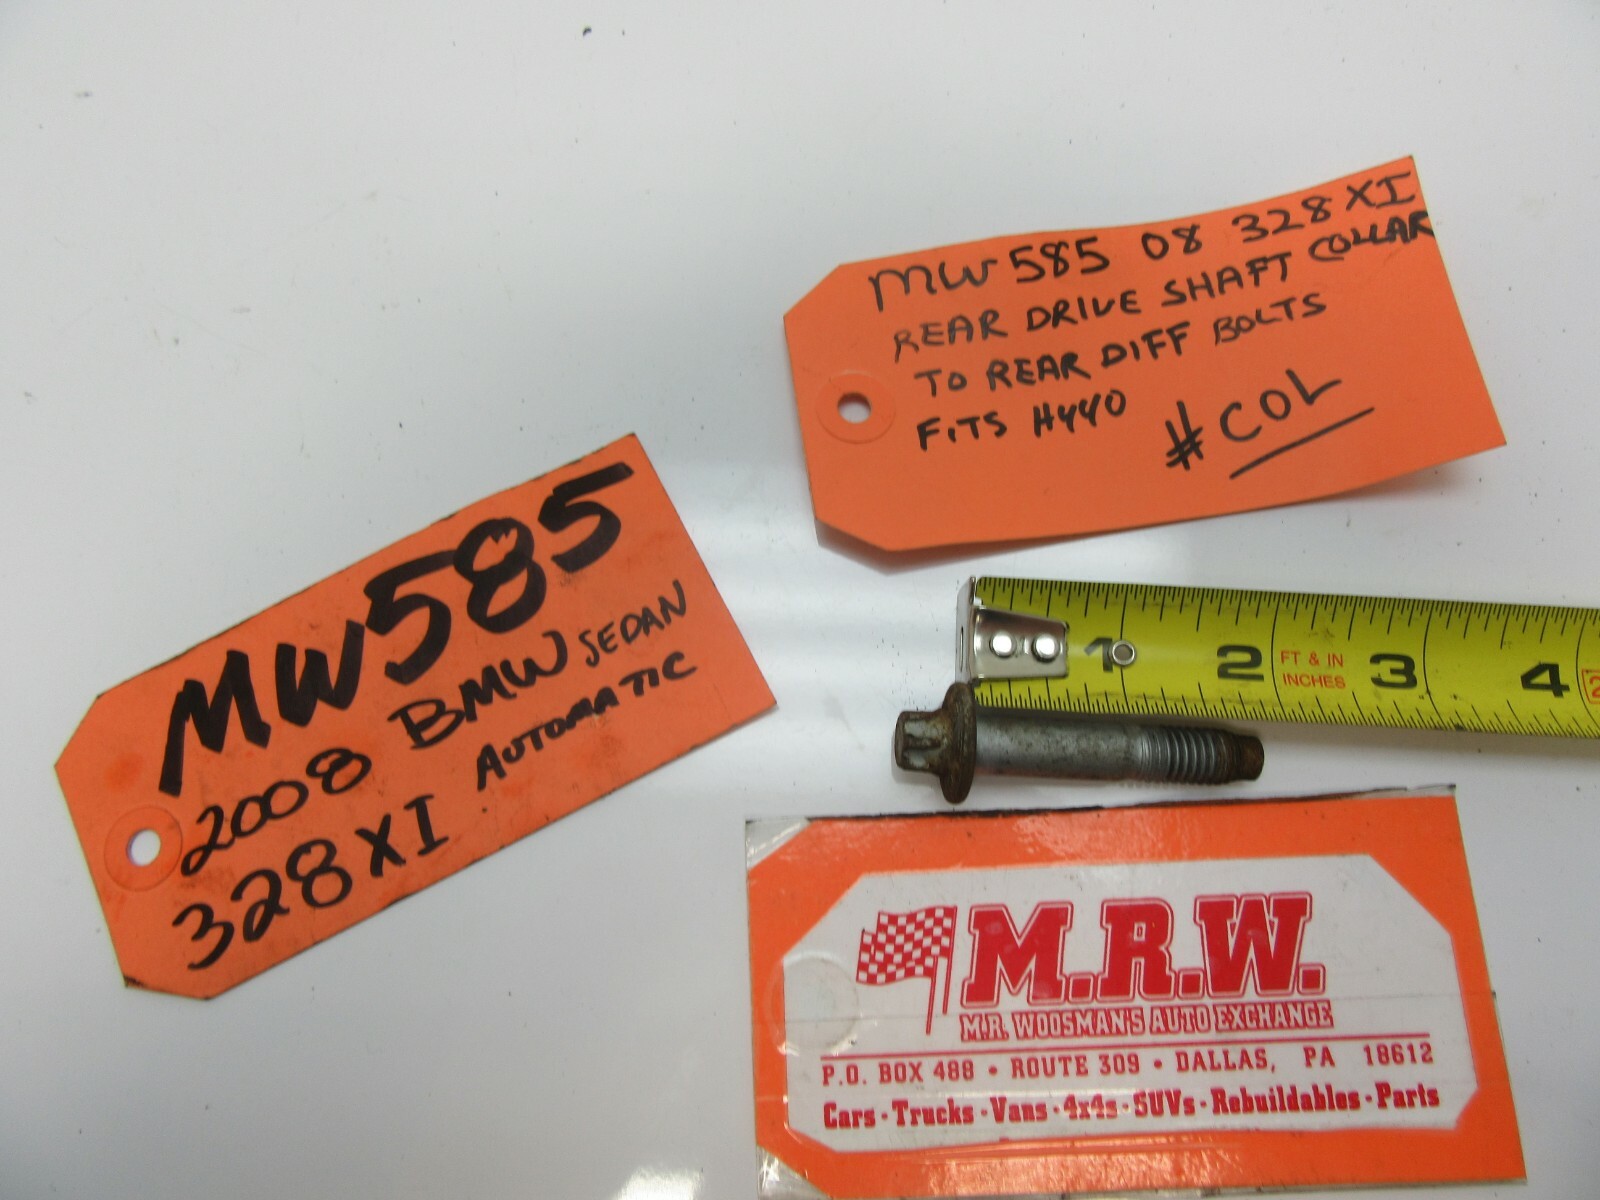 MW585 08 328XI
REAR DRIVE SHAFT COLLAR
TO REAR DIFF BOLTS
FITS H440
#COL
MW585
2008 BMW SEDAN
328XI AUTOMATIC
1 2 FT & IN 3 4 2
INCHES
M.R.W.
M.R. WOOSMAN'S AUTO EXCHANGE
P.O. BOX 488 • ROUTE 309 • DALLAS, PA 18612
Cars · Trucks · Vans · 4x4s · SUVs · Rebuildables · Parts